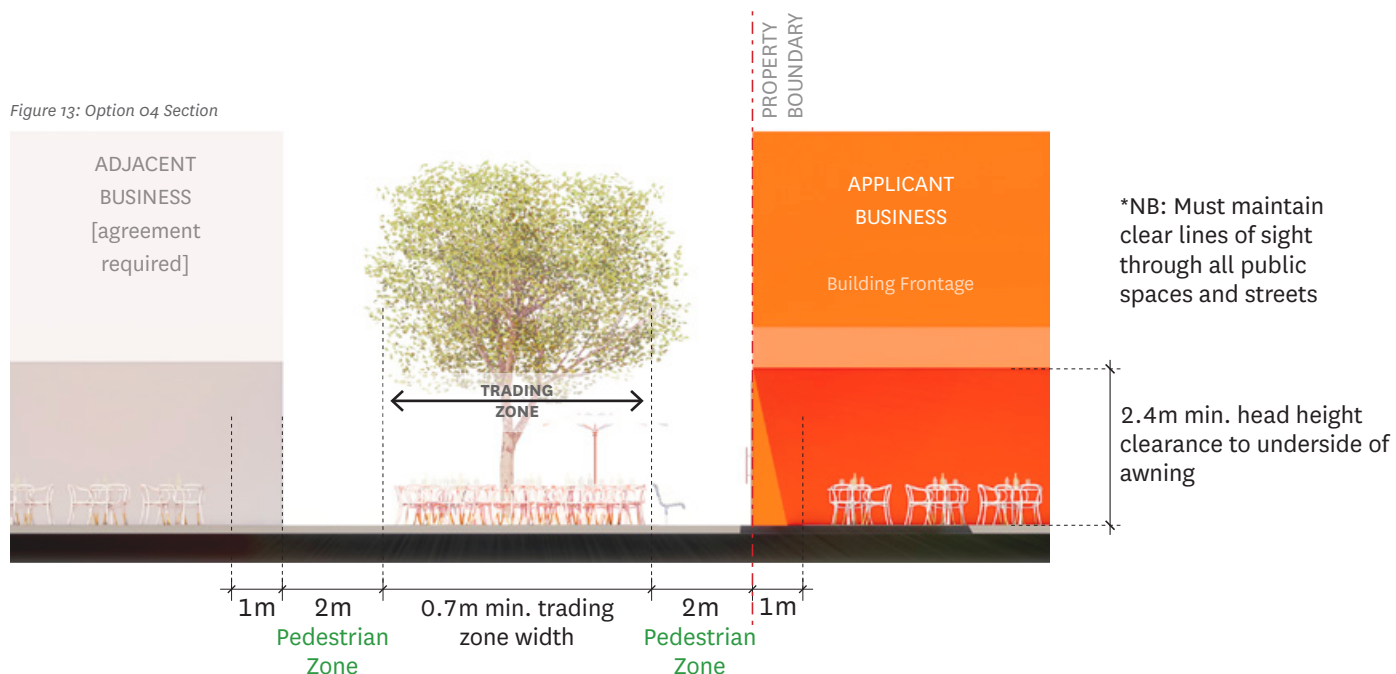 PROPERTY
BOUNDARY
Figure 13: Option 04 Section
ADJACENT
BUSINESS
[agreement
required]
APPLICANT
BUSINESS
Building Frontage
*NB: Must maintain
clear lines of sight
through all public
spaces and streets
TRADING
ZONE
2.4m min. head height
clearance to underside of
awning
1m
2m
Pedestrian
Zone
0.7m min. trading
zone width
2m
Pedestrian
Zone
1m